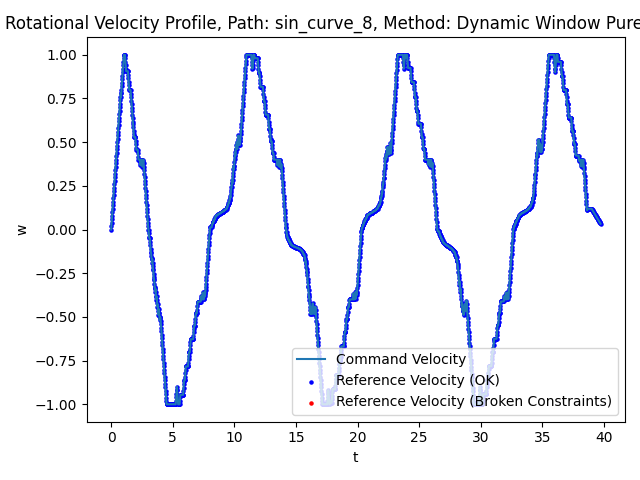 Rotational Velocity Profile, Path: sin_curve_8, Method: Dynamic Window Pure
1.00
0.75
0.50
0.25
0.00
−0.25
−0.50
−0.75
−1.00
w
0 5 10 15 20 25 30 35 40
t
Command Velocity
Reference Velocity (OK)
Reference Velocity (Broken Constraints)